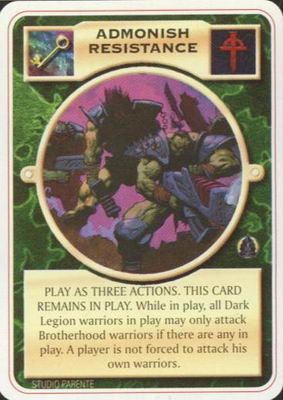 ADMONISH
RESISTANCE
PLAY AS THREE ACTIONS. THIS CARD
REMAINS IN PLAY. While in play, all Dark
Legion warriors in play may only attack
Brotherhood warriors if there are any in
play. A player is not forced to attack his
own warriors.
STUDIO PARENTE